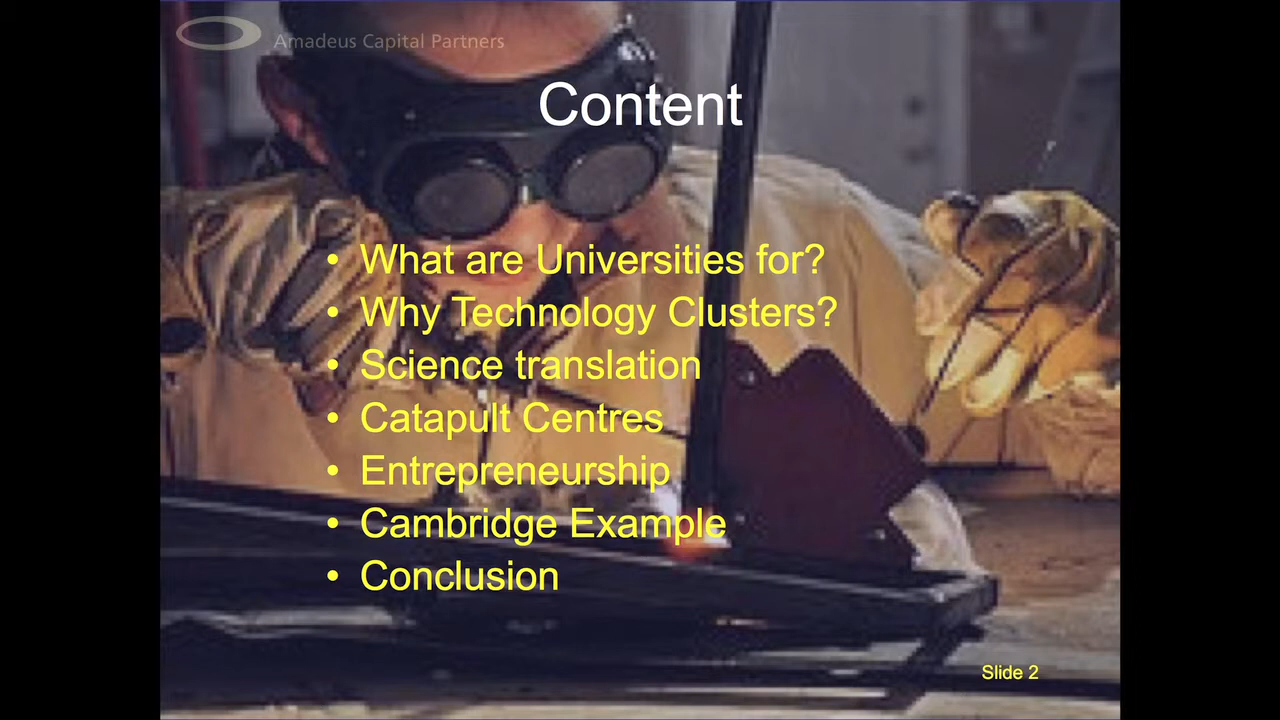 Amadeus Capital Partners
Content
• What are Universities for?
• Why Technology Clusters?
• Science translation
• Catapult Centres
• Entrepreneurship
• Cambridge Example
• Conclusion
Slide 2